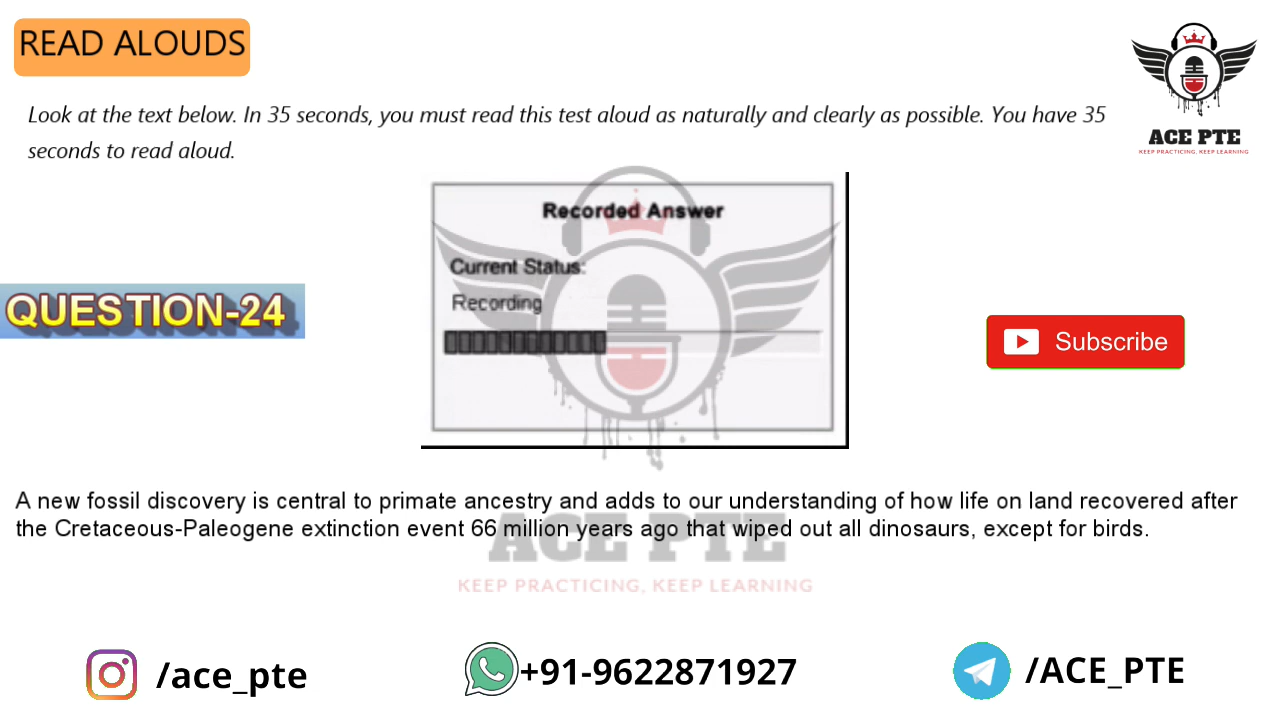 READ ALOUDS
Look at the text below. In 35 seconds, you must read this test aloud as naturally and clearly as possible. You have 35
seconds to read aloud.
ACE PTE
KEEP PRACTICING, KEEP LEARNING
Recorded Answer
Current Status:
Recording
QUESTION-24
Subscribe
A new fossil discovery is central to primate ancestry and adds to our understanding of how life on land recovered after
the Cretaceous-Paleogene extinction event 66 million years ago that wiped out all dinosaurs, except for birds.
ACE PTE
KEEP PRACTICING, KEEP LEARNING
/ace_pte
+91-9622871927
/ACE_PTE